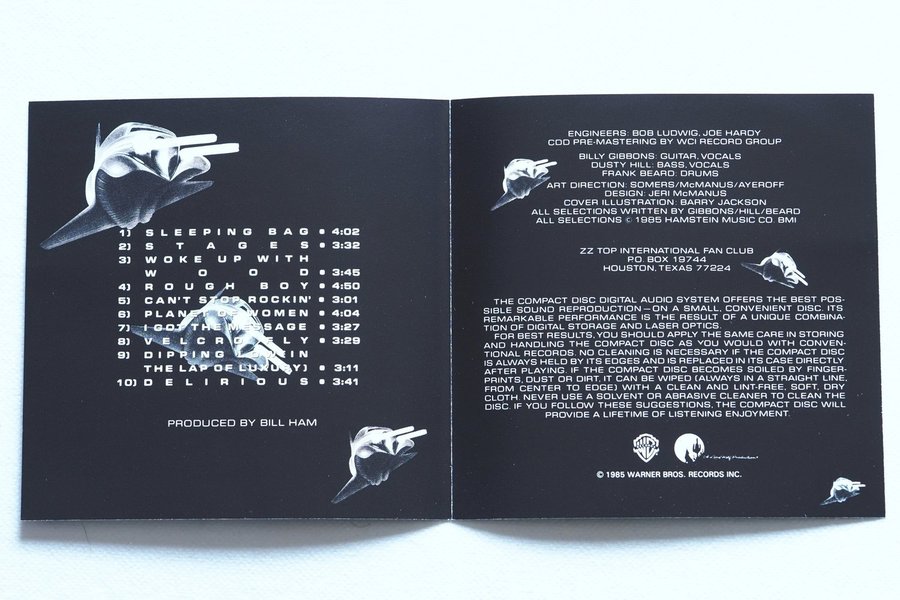 1) SLEEPING BAG • 4:02
2) STAGES • 3:32
3) WOKE UP WITH
WOOD • 3:45
4) ROUGH BOY • 4:50
5) CAN'T STOP ROCKIN' • 3:01
6) PLANET OF WOMEN • 4:04
7) I GOT THE MESSAGE • 3:27
8) VELCRO FLY • 3:29
9) DIPPING LOW (IN
THE LAP OF LUXURY) • 3:11
10) DELIRIOUS • 3:41
PRODUCED BY BILL HAM
ENGINEERS: BOB LUDWIG, JOE HARDY
CDD PRE-MASTERING BY WCI RECORD GROUP
BILLY GIBBONS: GUITAR, VOCALS
DUSTY HILL: BASS, VOCALS
FRANK BEARD: DRUMS
ART DIRECTION: SOMERS/McMANUS/AYEROFF
DESIGN: JERI McMANUS
COVER ILLUSTRATION: BARRY JACKSON
ALL SELECTIONS WRITTEN BY GIBBONS/HILL/BEARD
ALL SELECTIONS © 1985 HAMSTEIN MUSIC CO. BMI
ZZ TOP INTERNATIONAL FAN CLUB
P.O. BOX 19744
HOUSTON, TEXAS 77224
THE COMPACT DISC DIGITAL AUDIO SYSTEM OFFERS THE BEST POS-
SIBLE SOUND REPRODUCTION—ON A SMALL, CONVENIENT DISC. ITS
REMARKABLE PERFORMANCE IS THE RESULT OF A UNIQUE COMBINA-
TION OF DIGITAL STORAGE AND LASER OPTICS.
FOR BEST RESULTS, YOU SHOULD APPLY THE SAME CARE IN STORING
AND HANDLING THE COMPACT DISC AS YOU WOULD WITH CONVEN-
TIONAL RECORDS. NO CLEANING IS NECESSARY IF THE COMPACT DISC
IS ALWAYS HELD BY ITS EDGES AND IS REPLACED IN ITS CASE DIRECTLY
AFTER PLAYING. IF THE COMPACT DISC BECOMES SOILED BY FINGER-
PRINTS, DUST OR DIRT, IT CAN BE WIPED (ALWAYS IN A STRAIGHT LINE,
FROM CENTER TO EDGE) WITH A CLEAN AND LINT-FREE, SOFT, DRY
CLOTH. NEVER USE A SOLVENT OR ABRASIVE CLEANER TO CLEAN THE
DISC. IF YOU FOLLOW THESE SUGGESTIONS, THE COMPACT DISC WILL
PROVIDE A LIFETIME OF LISTENING ENJOYMENT.
© 1985 WARNER BROS. RECORDS INC.